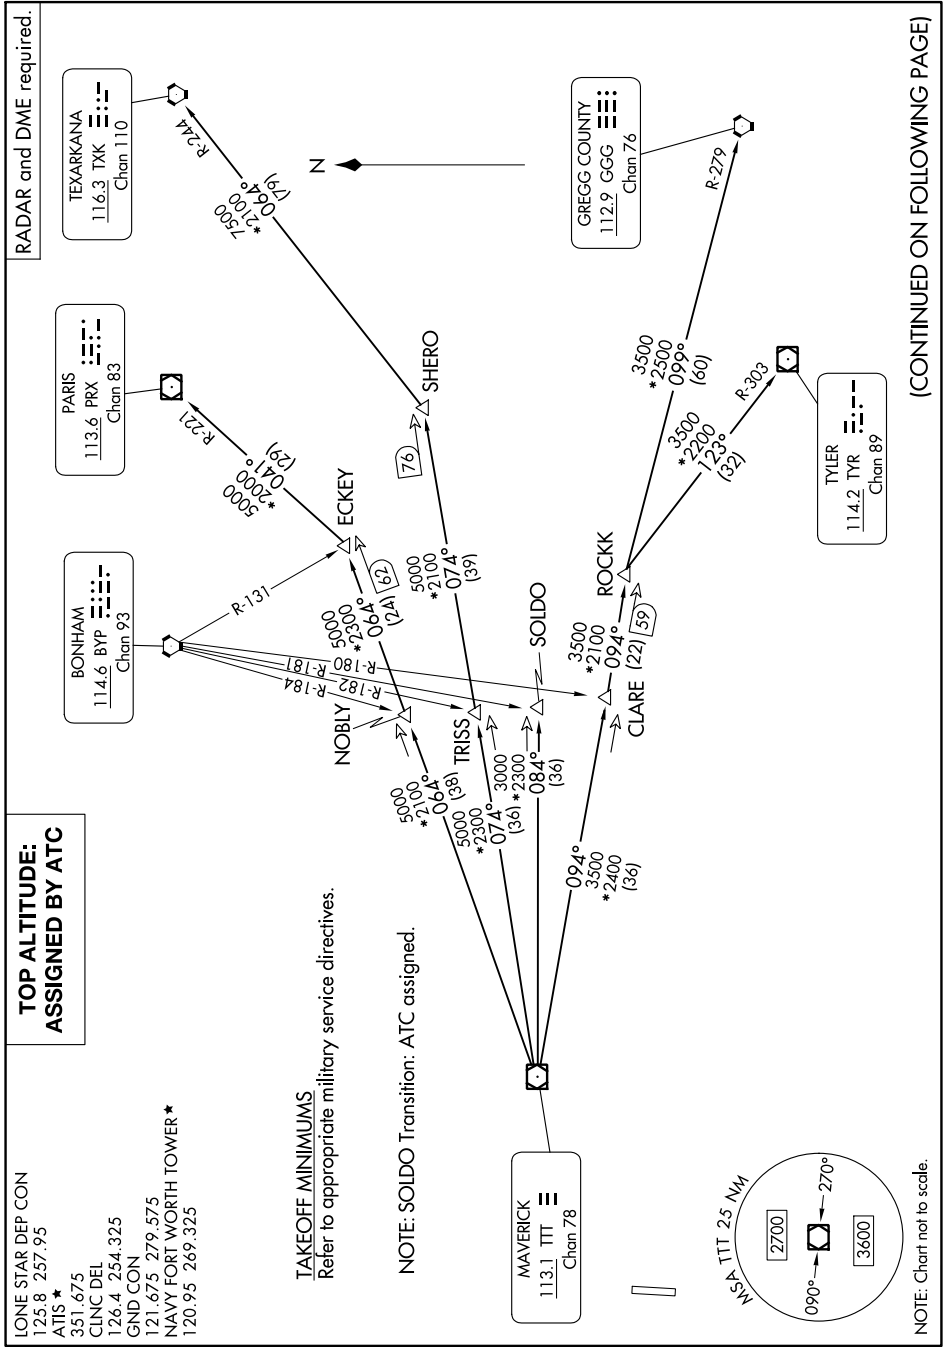 LONE STAR DEP CON
125.8 257.95
ATIS ★
351.675
CLNC DEL
126.4 254.325
GND CON
121.675 279.575
NAVY FORT WORTH TOWER ★
120.95 269.325
TOP ALTITUDE:
ASSIGNED BY ATC
RADAR and DME required.
TAKEOFF MINIMUMS
Refer to appropriate military service directives.
NOTE: SOLDO Transition: ATC assigned.
BONHAM
114.6 BYP
Chan 93
PARIS
113.6 PRX
Chan 83
TEXARKANA
116.3 TXK
Chan 110
R-131
R-184
R-181
R-182
R-180
R-221
R-244
5000
*2000
041°
(29)
7500
*2100
064°
(79)
N
ECKEY
62
NOBLY
5000
*2300
064°
(24)
5000
*2100
064°
(38)
SHERO
76
5000
*2100
074°
(39)
TRISS
5000
*2300
074°
(36)
SOLDO
3000
*2300
084°
(36)
CLARE
094°
3500
*2400
(36)
ROCKK
3500
*2100
094°
(22)
59
3500
*2500
099°
(60)
R-279
3500
*2200
123°
(32)
R-303
GREGG COUNTY
112.9 GGG
Chan 76
TYLER
114.2 TYR
Chan 89
MAVERICK
113.1 TTT
Chan 78
MSA TTT 25 NM
2700
090°
270°
3600
NOTE: Chart not to scale.
(CONTINUED ON FOLLOWING PAGE)